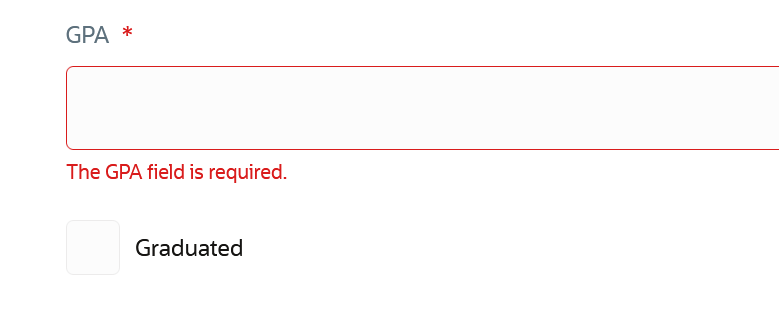 GPA *
The GPA field is required.
Graduated